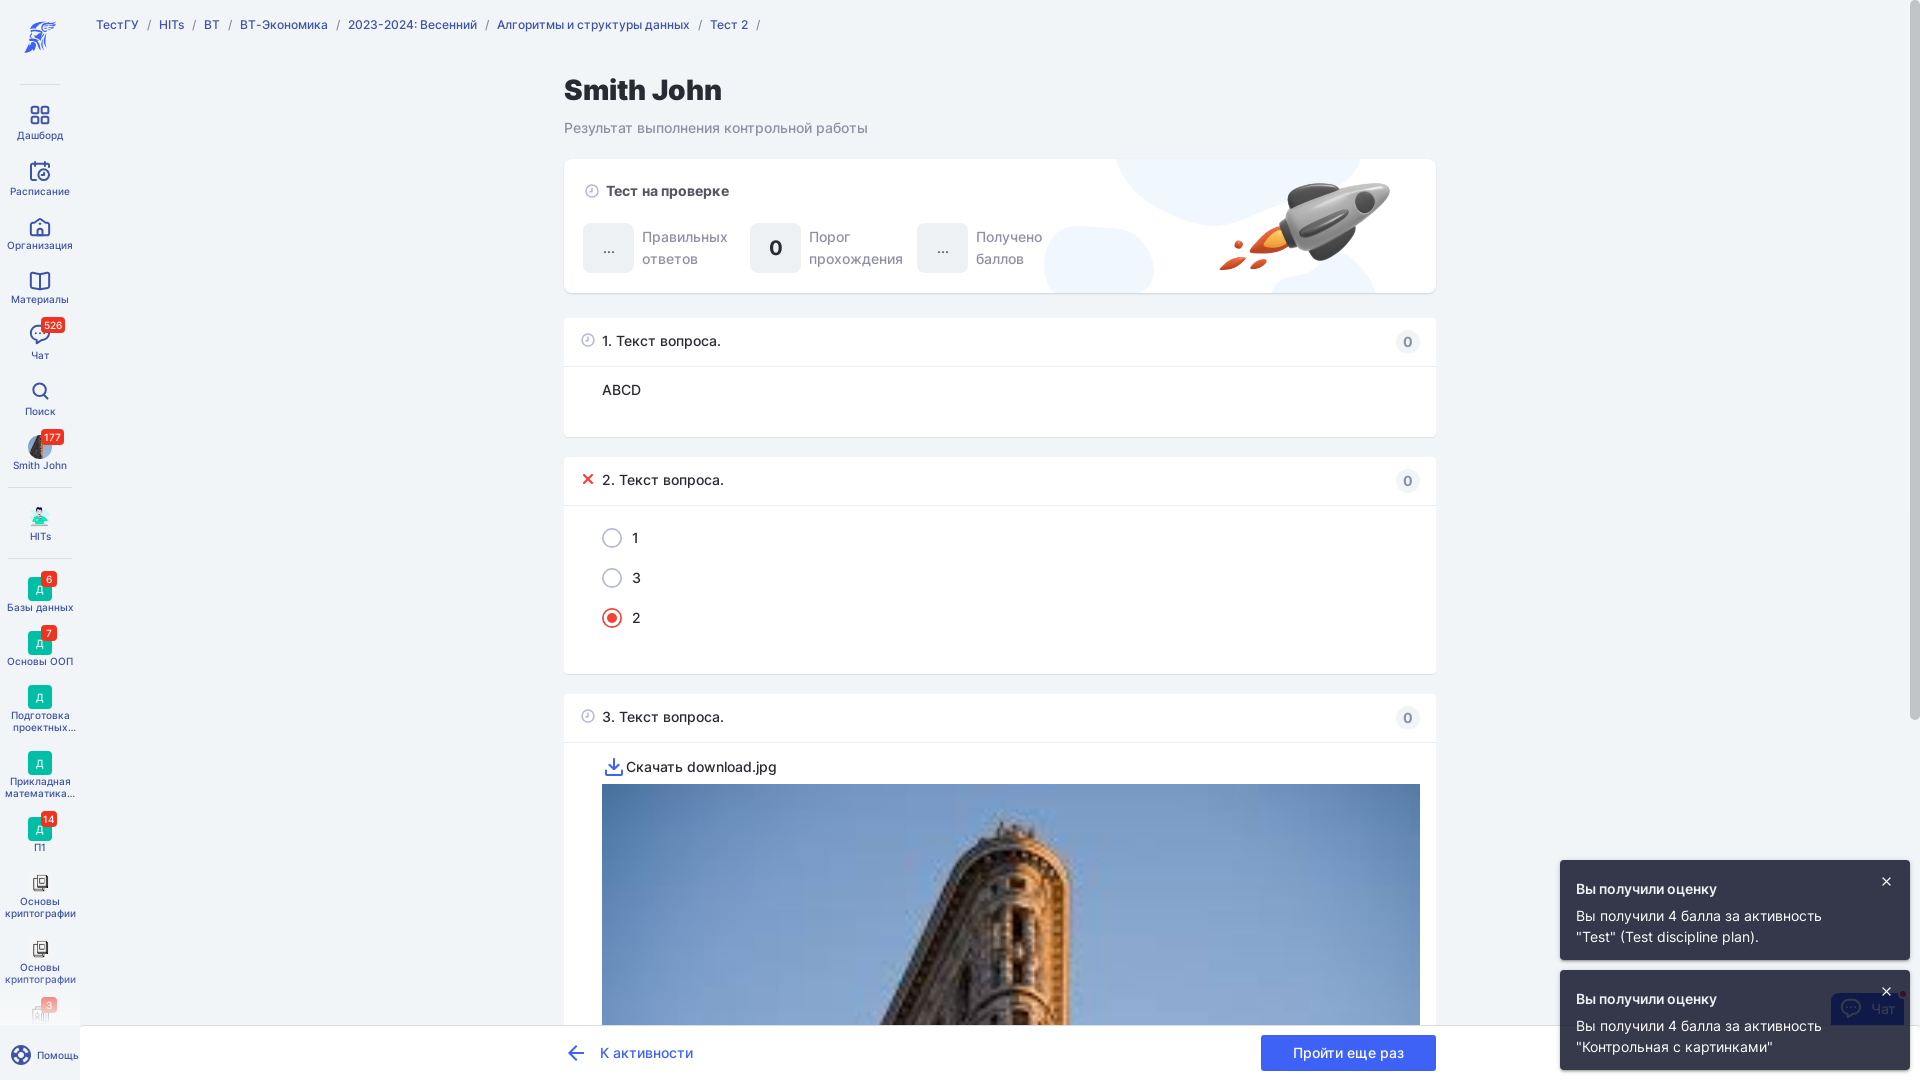 ТестГУ / HITs / ВТ / ВТ-Экономика / 2023-2024: Весенний / Алгоритмы и структуры данных / Тест 2 /
Дашборд
Расписание
Организация
Материалы
526
Чат
Поиск
177
Smith John
HITs
6
Д
Базы данных
7
Д
Основы ООП
Д
Подготовка
проектных...
Д
Прикладная
математика...
14
Д
П1
Основы
криптографии
Основы
криптографии
3
Помощь
Smith John
Результат выполнения контрольной работы
Тест на проверке
... Правильных ответов
0 Порог прохождения
... Получено баллов
1. Текст вопроса. 0
ABCD
2. Текст вопроса. 0
1
3
2
3. Текст вопроса. 0
Скачать download.jpg
К активности
Пройти еще раз
Вы получили оценку
Вы получили 4 балла за активность
"Test" (Test discipline plan).
Вы получили оценку
Чат
Вы получили 4 балла за активность
"Контрольная с картинками"